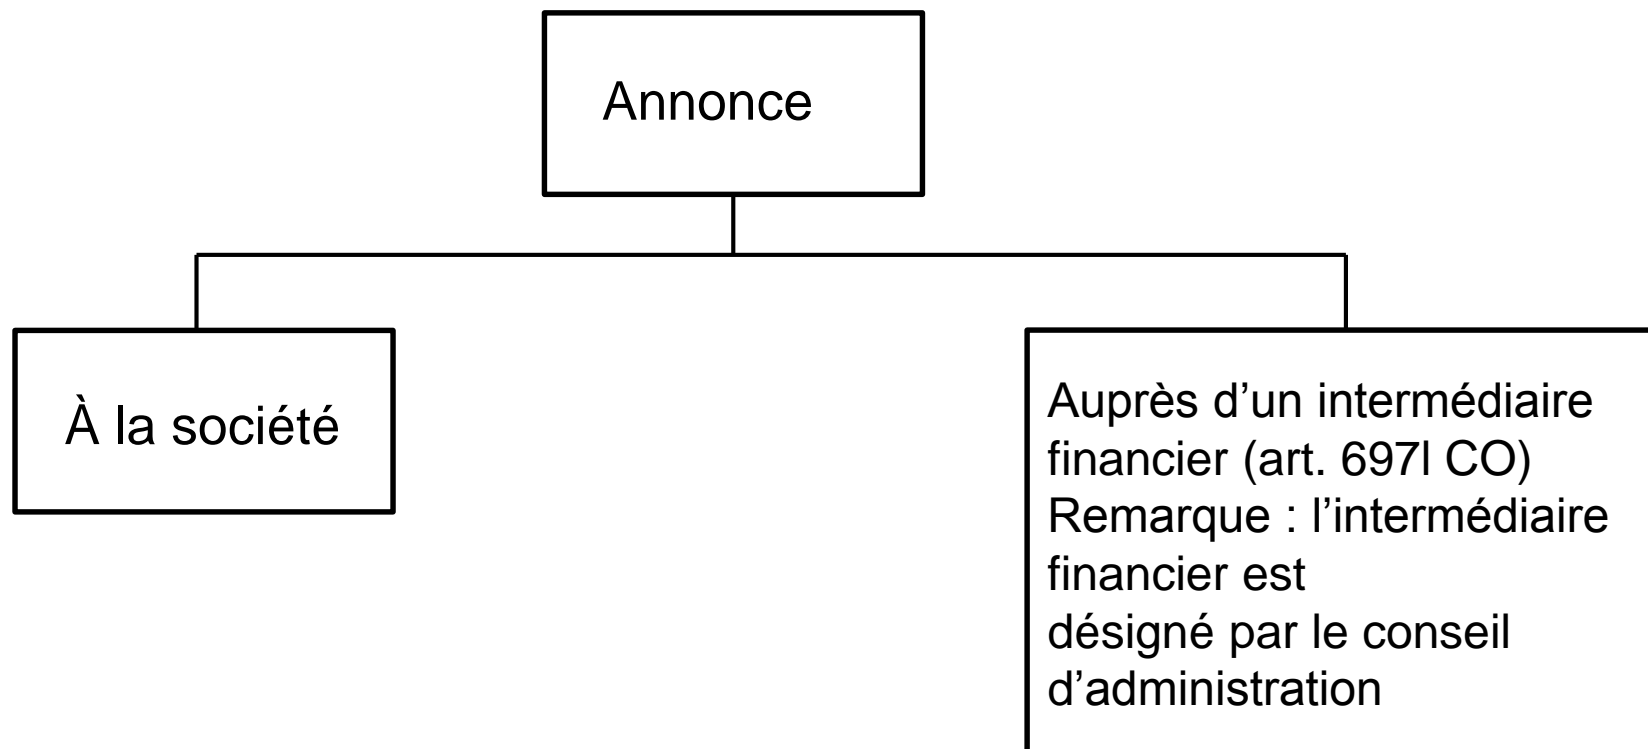 Annonce
À la société
Auprès d’un intermédiaire
financier (art. 697l CO)
Remarque : l’intermédiaire
financier est
désigné par le conseil
d’administration